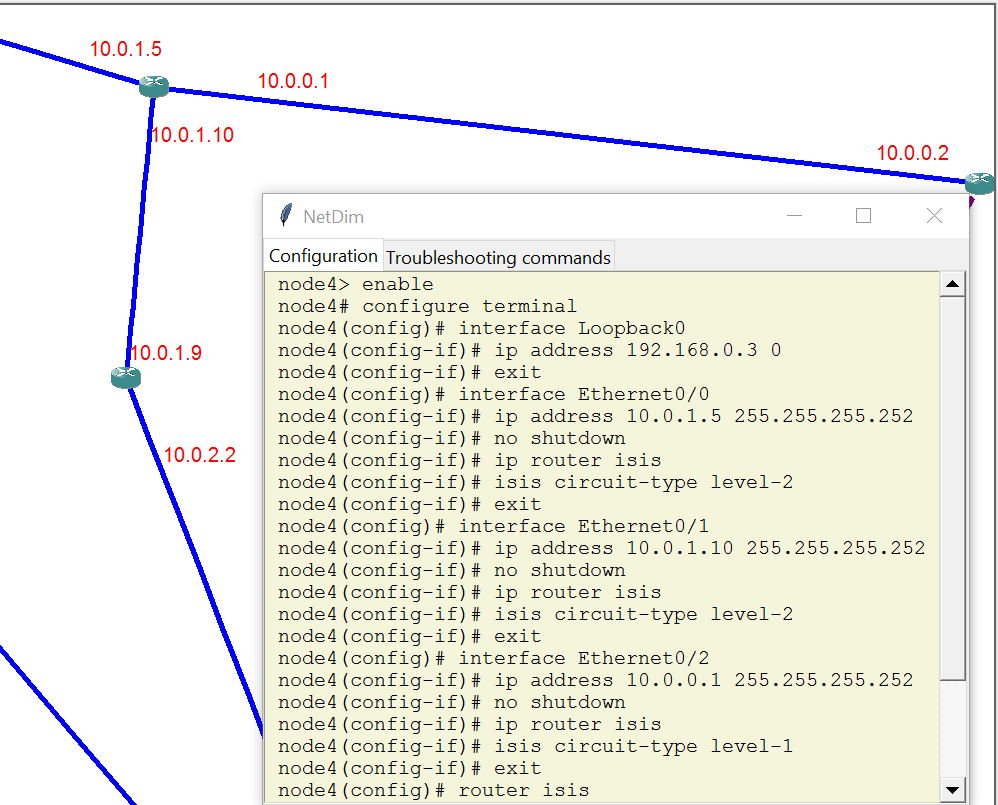 10.0.1.5
10.0.0.1
10.0.1.10
10.0.0.2
NetDim
Configuration
Troubleshooting commands
node4> enable
node4# configure terminal
node4(config)# interface Loopback0
node4(config-if)# ip address 192.168.0.3 0
node4(config-if)# exit
node4(config)# interface Ethernet0/0
node4(config-if)# ip address 10.0.1.5 255.255.255.252
node4(config-if)# no shutdown
node4(config-if)# ip router isis
node4(config-if)# isis circuit-type level-2
node4(config-if)# exit
node4(config)# interface Ethernet0/1
node4(config-if)# ip address 10.0.1.10 255.255.255.252
node4(config-if)# no shutdown
node4(config-if)# ip router isis
node4(config-if)# isis circuit-type level-2
node4(config-if)# exit
node4(config)# interface Ethernet0/2
node4(config-if)# ip address 10.0.0.1 255.255.255.252
node4(config-if)# no shutdown
node4(config-if)# ip router isis
node4(config-if)# isis circuit-type level-1
node4(config-if)# exit
node4(config)# router isis
10.0.1.9
10.0.2.2